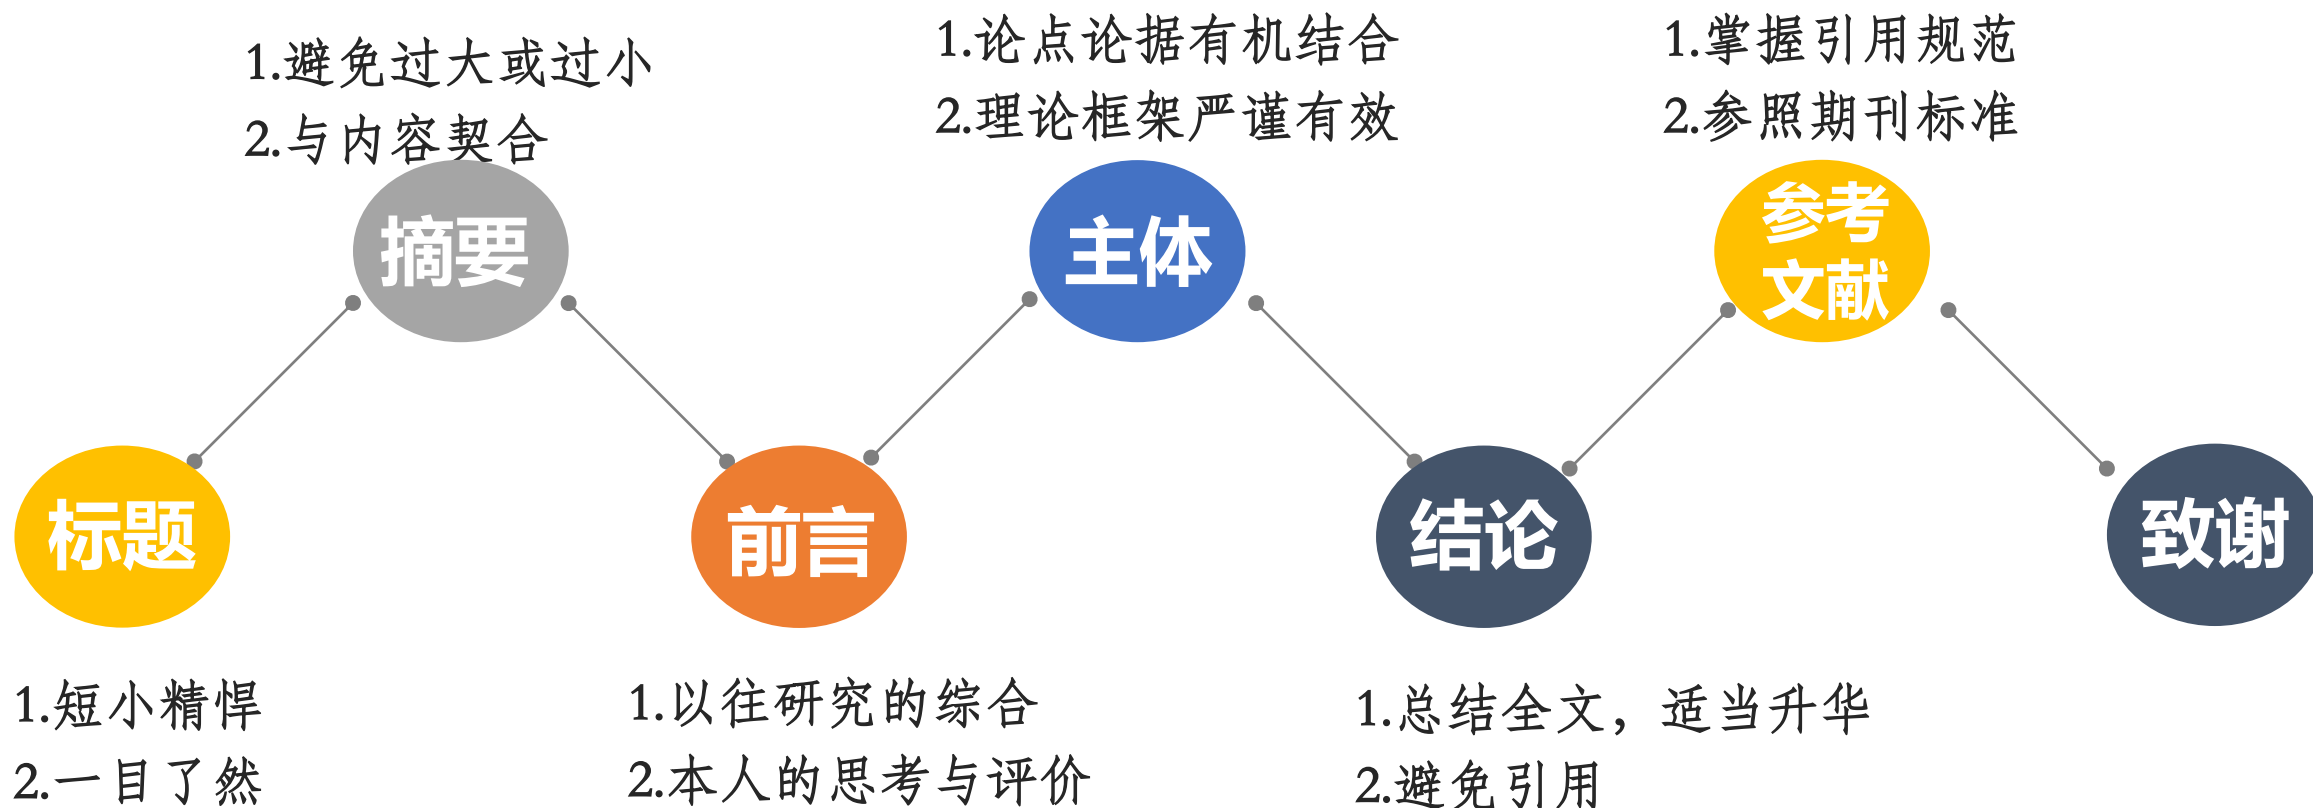 1.避免过大或过小
2.与内容契合
摘要
1.论点论据有机结合
2.理论框架严谨有效
主体
1.掌握引用规范
2.参照期刊标准
参考
文献
标题
1.短小精悍
2.一目了然
前言
1.以往研究的综合
2.本人的思考与评价
结论
1.总结全文，适当升华
2.避免引用
致谢